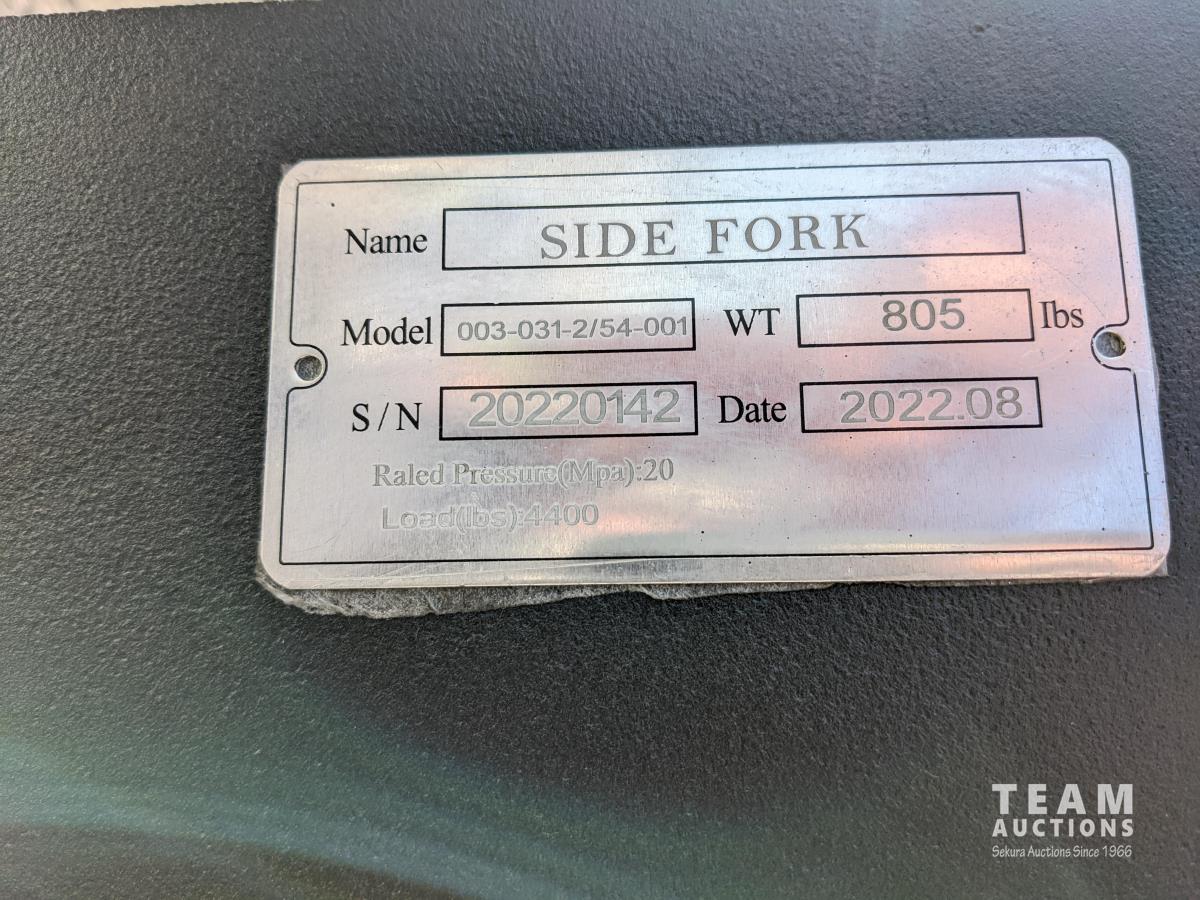 Name SIDE FORK
Model 003-031-2/54-001 WT 805 Ibs
S/N 20220142 Date 2022.08
Raled Pressure(Mpa):20
Load(lbs):4400
TEAM
AUCTIONS
Sekura Auctions Since 1966